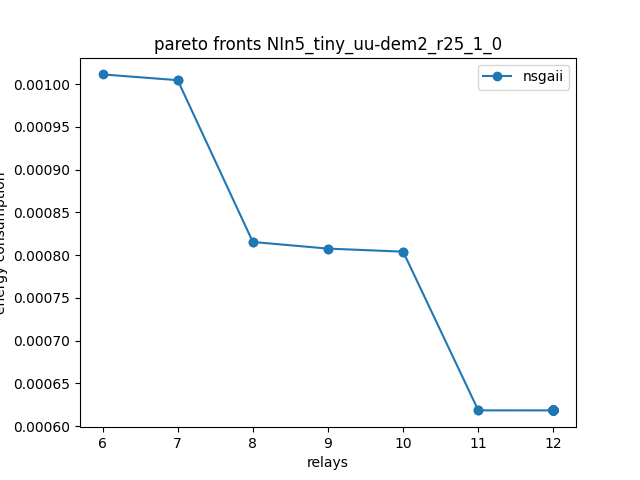 pareto fronts NIn5_tiny_uu-dem2_r25_1_0
nsgaii
0.00100
0.00095
0.00090
0.00085
0.00080
0.00075
0.00070
0.00065
0.00060
energy consumption
6 7 8 9 10 11 12
relays